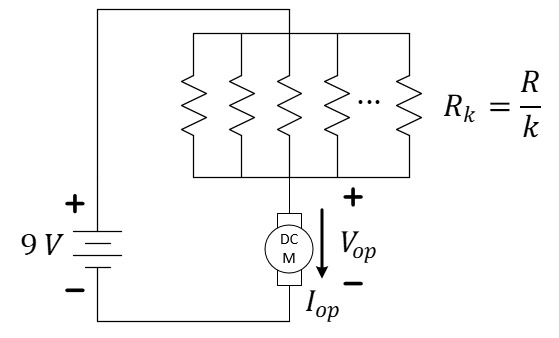 R_k = R/k
+
+
9 V
DC
M
V_op
−
−
I_op